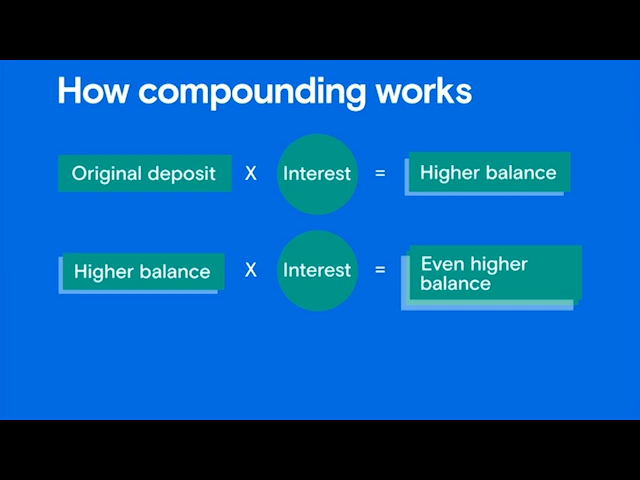 How compounding works
Original deposit X Interest = Higher balance
Higher balance X Interest = Even higher
balance